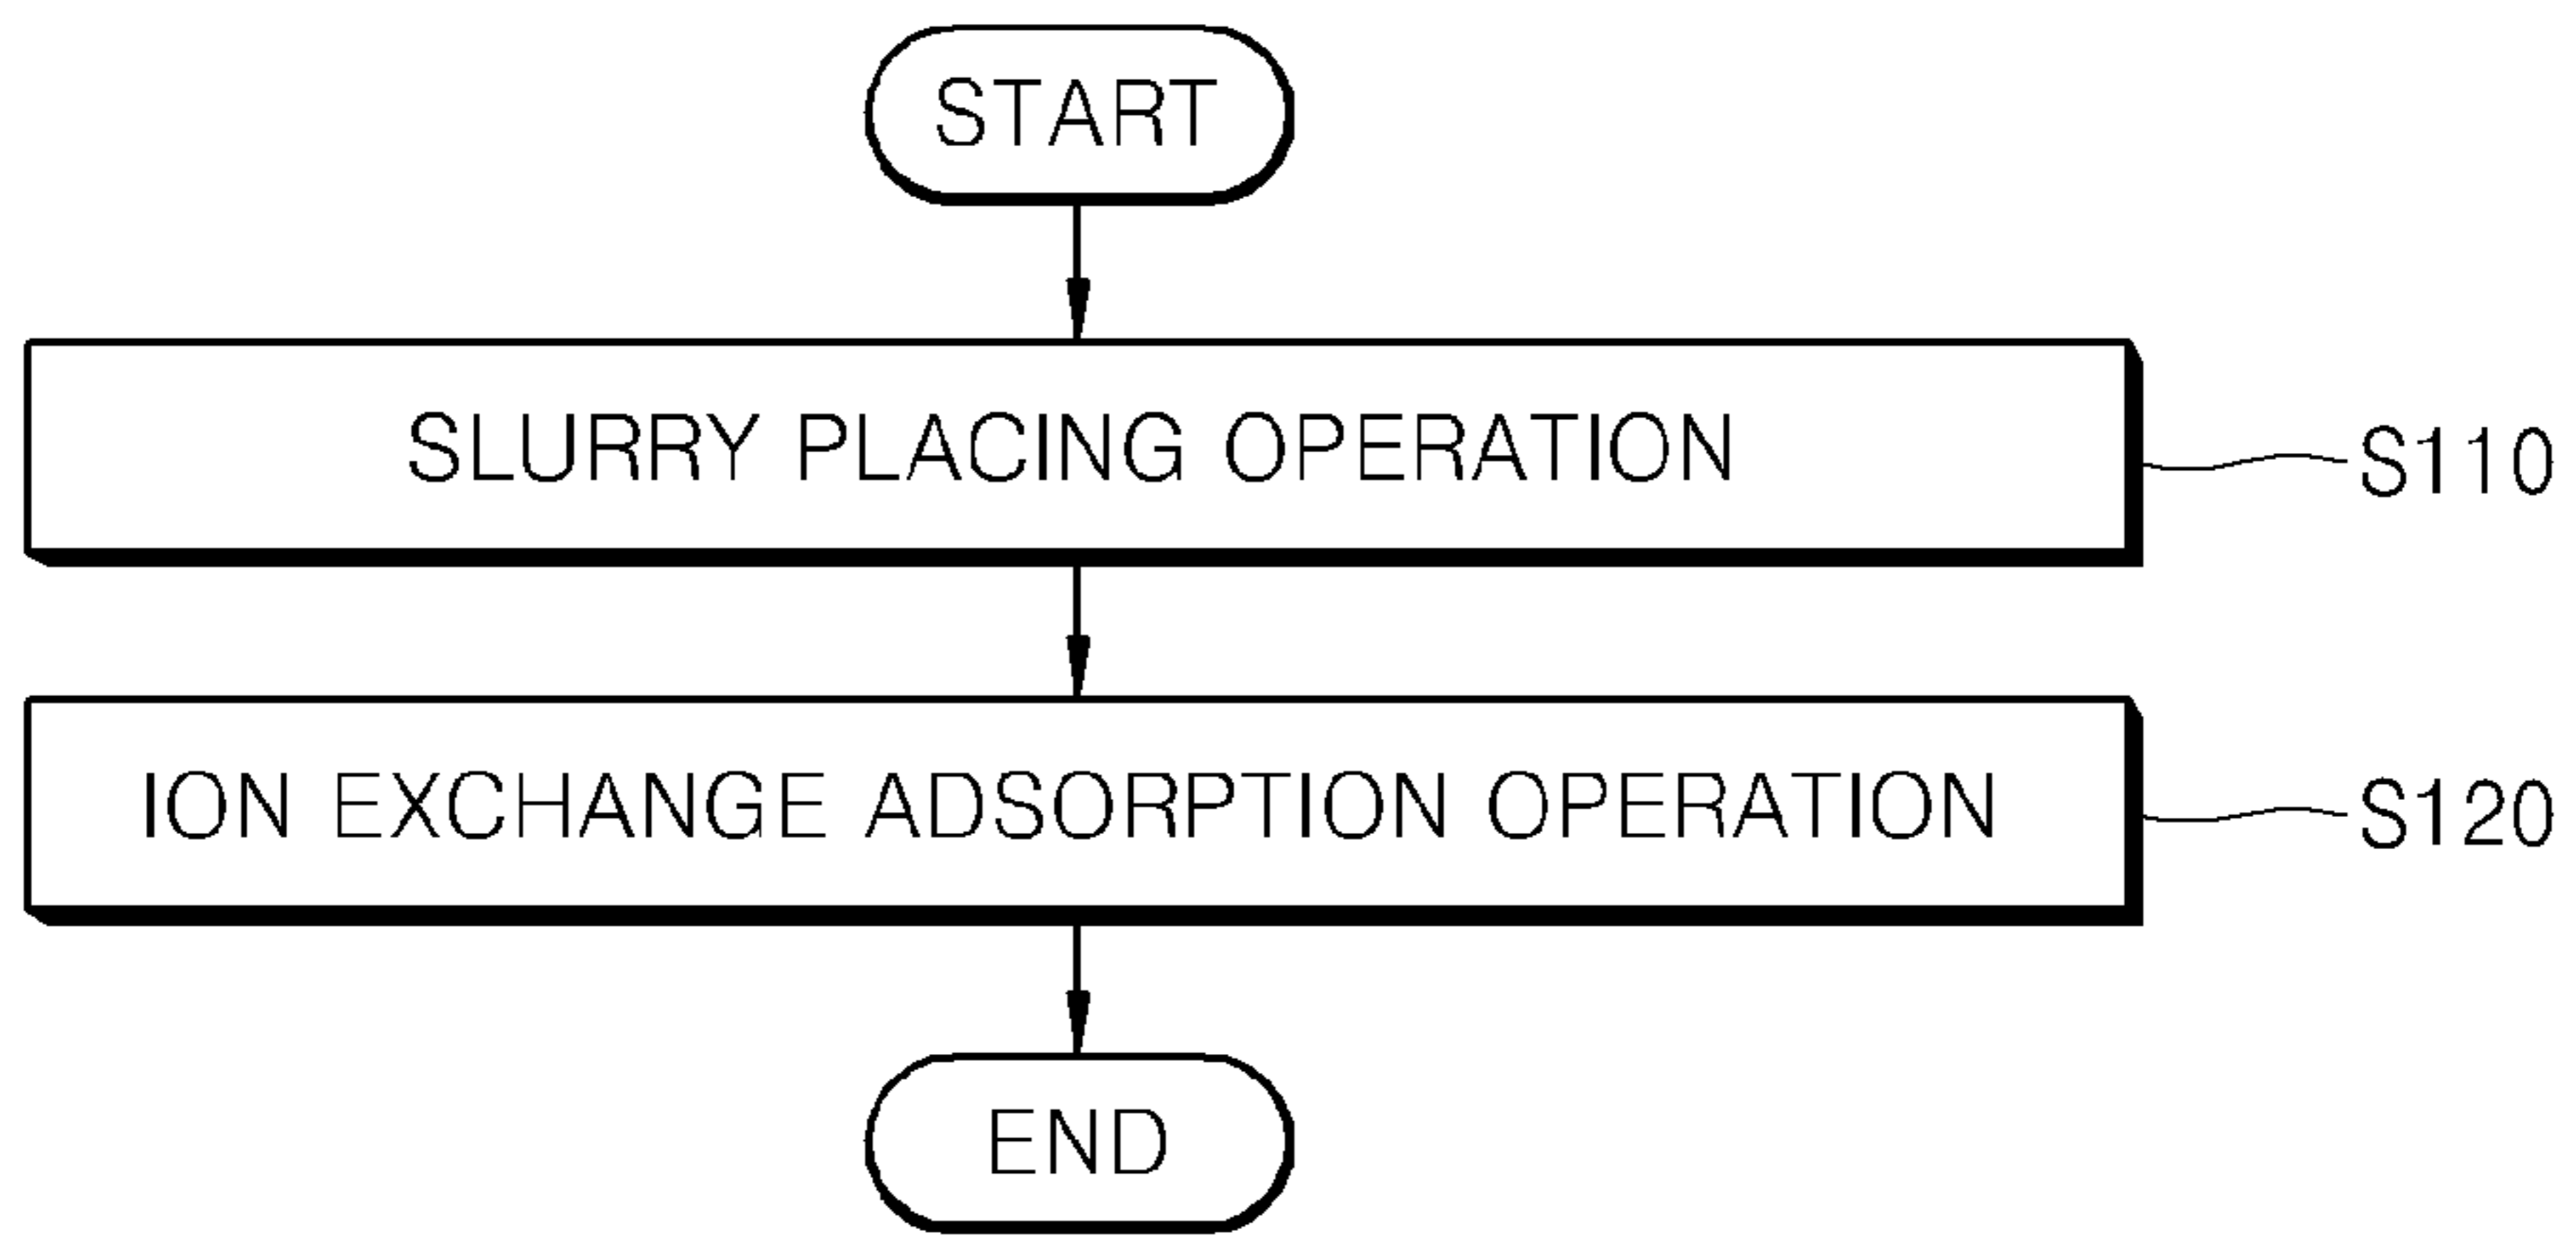 START
SLURRY PLACING OPERATION
S110
ION EXCHANGE ADSORPTION OPERATION
S120
END